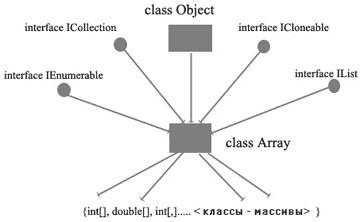 class Object
interface ICollection
interface ICloneable
interface IEnumerable
interface IList
class Array
{int[], double[], int[,]..... < классы - массивы> }